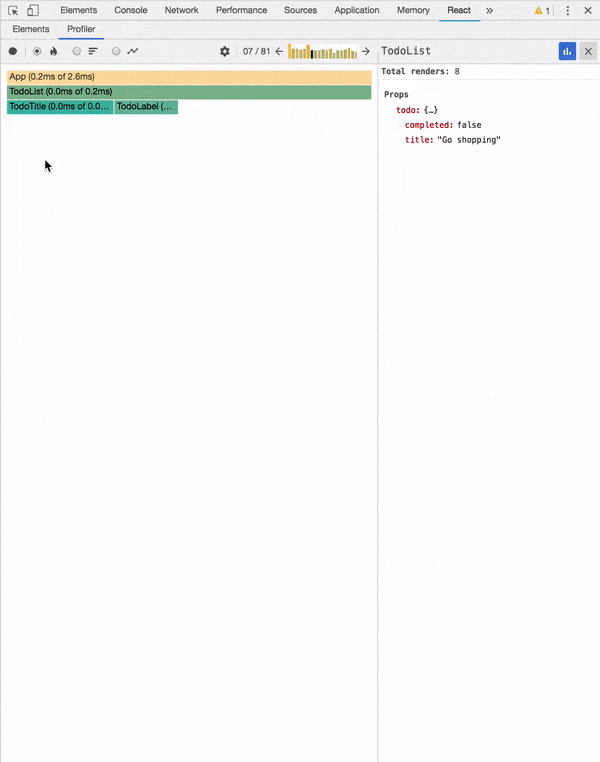 Elements Console Network Performance Sources Application Memory React » 1
Elements Profiler
07 / 81 TodoList
Total renders: 8
App (0.2ms of 2.6ms)
TodoList (0.0ms of 0.2ms)
TodoTitle (0.0ms of 0.0... TodoLabel (...
Props
todo: {…}
completed: false
title: "Go shopping"